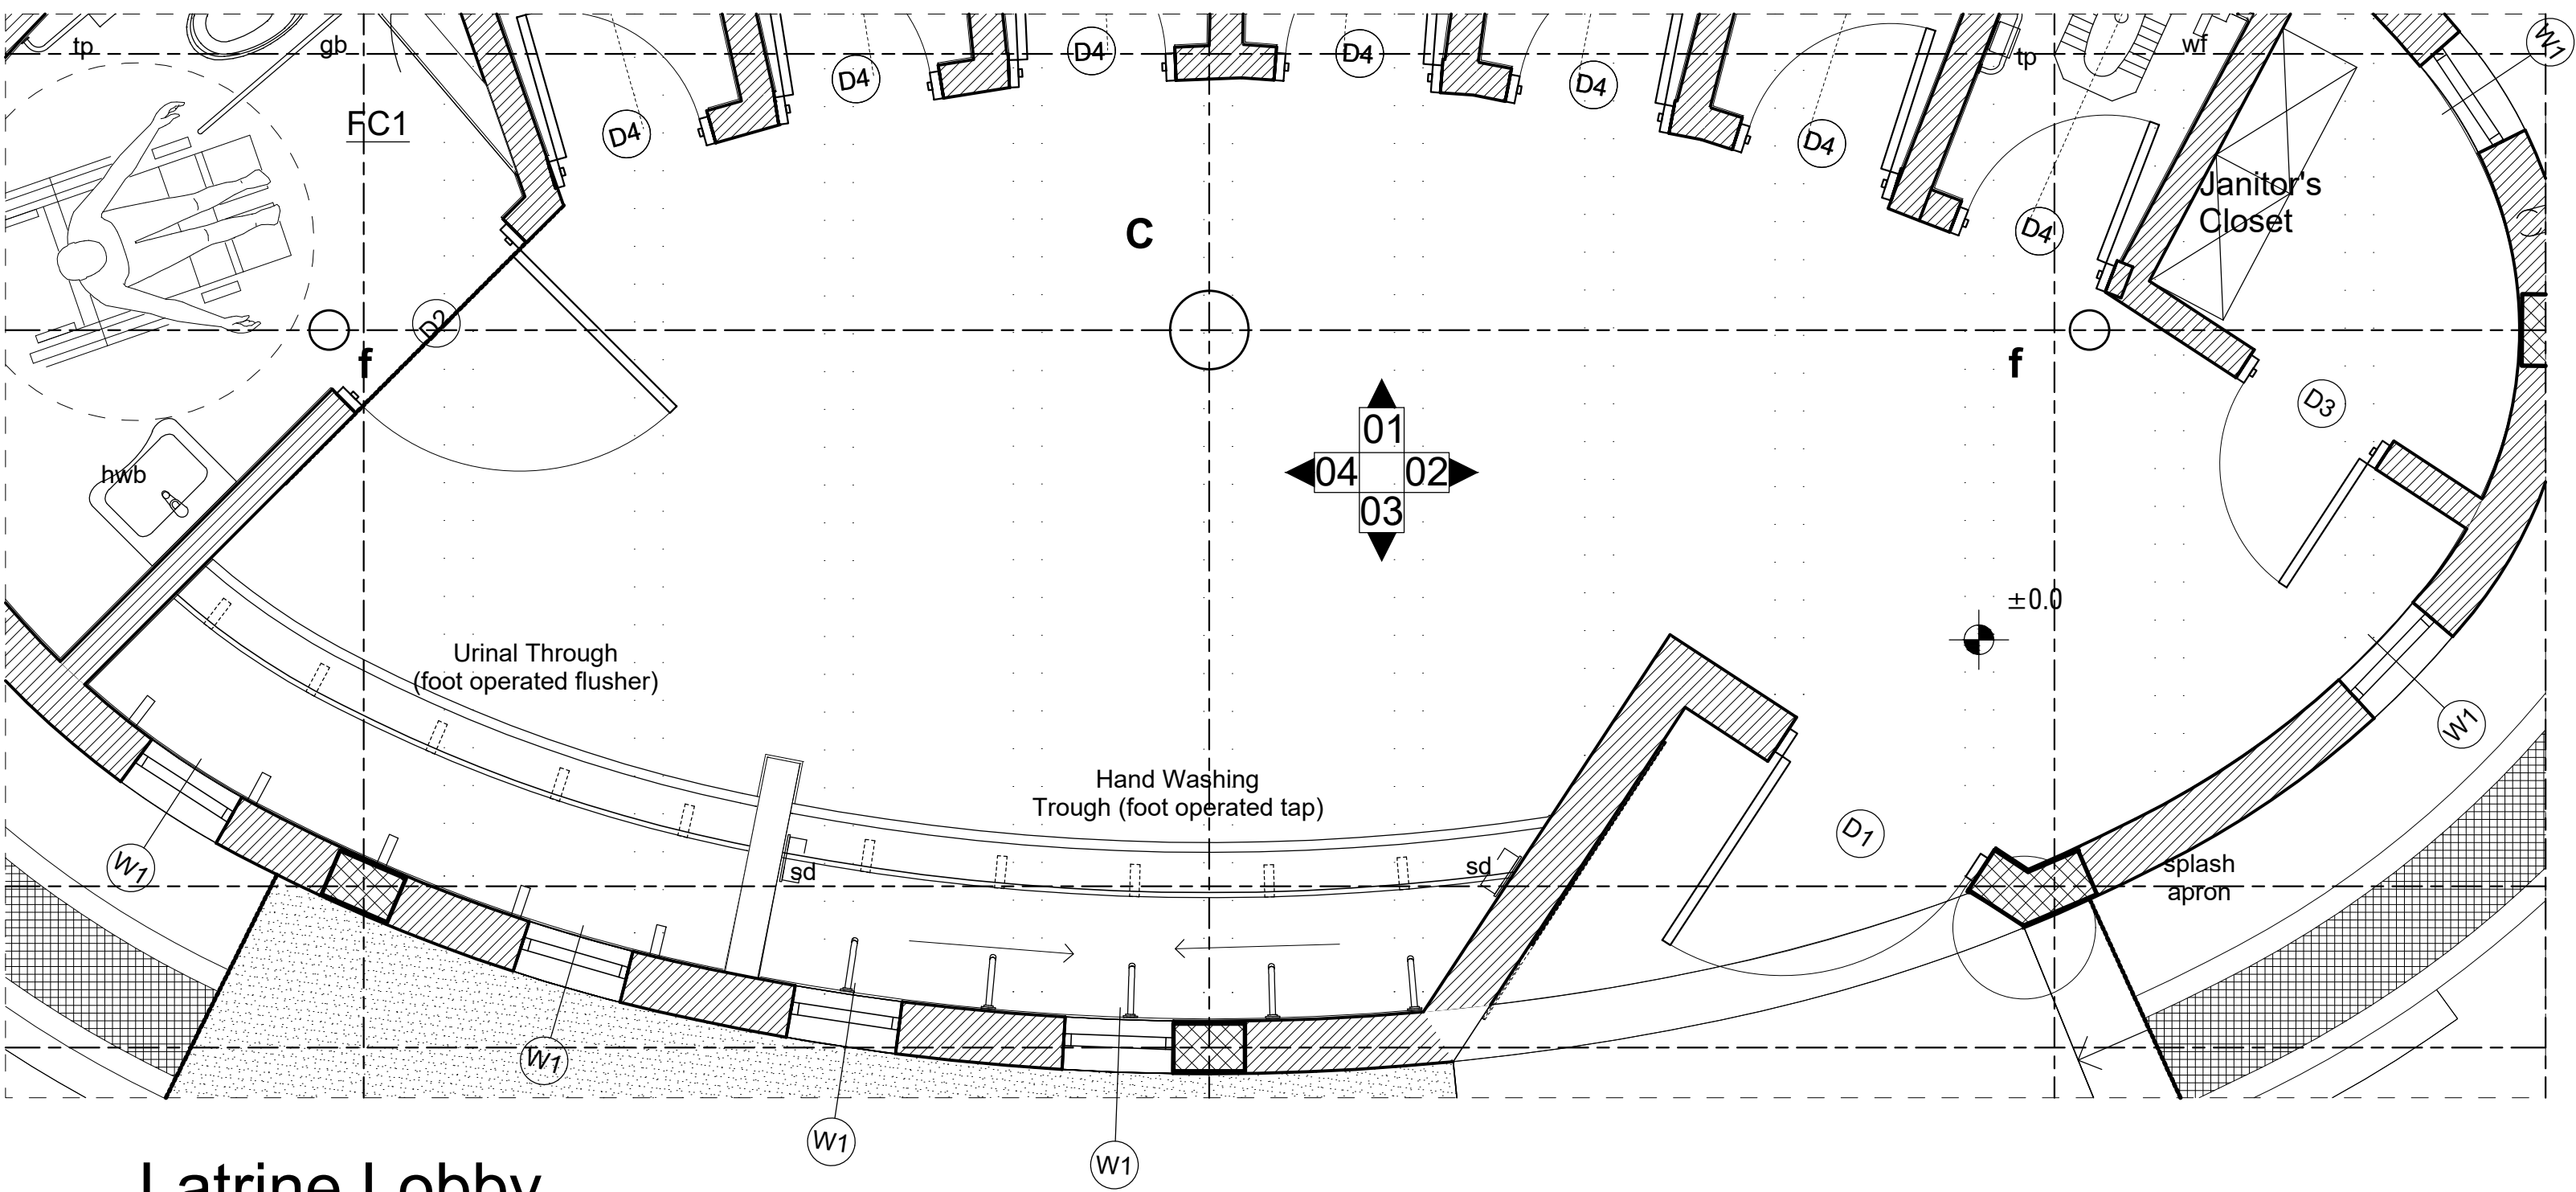 tp
gb
D4
D4
D4
D4
D4
tp
wf
W1
FC1
D4
D4
D4
Janitor's
Closet
C
D2
f
f
D3
01
04
02
03
hwb
±0.0
Urinal Through
(foot operated flusher)
W1
Hand Washing
Trough (foot operated tap)
D1
W1
sd
sd
splash
apron
W1
W1
W1
Latrine Lobby